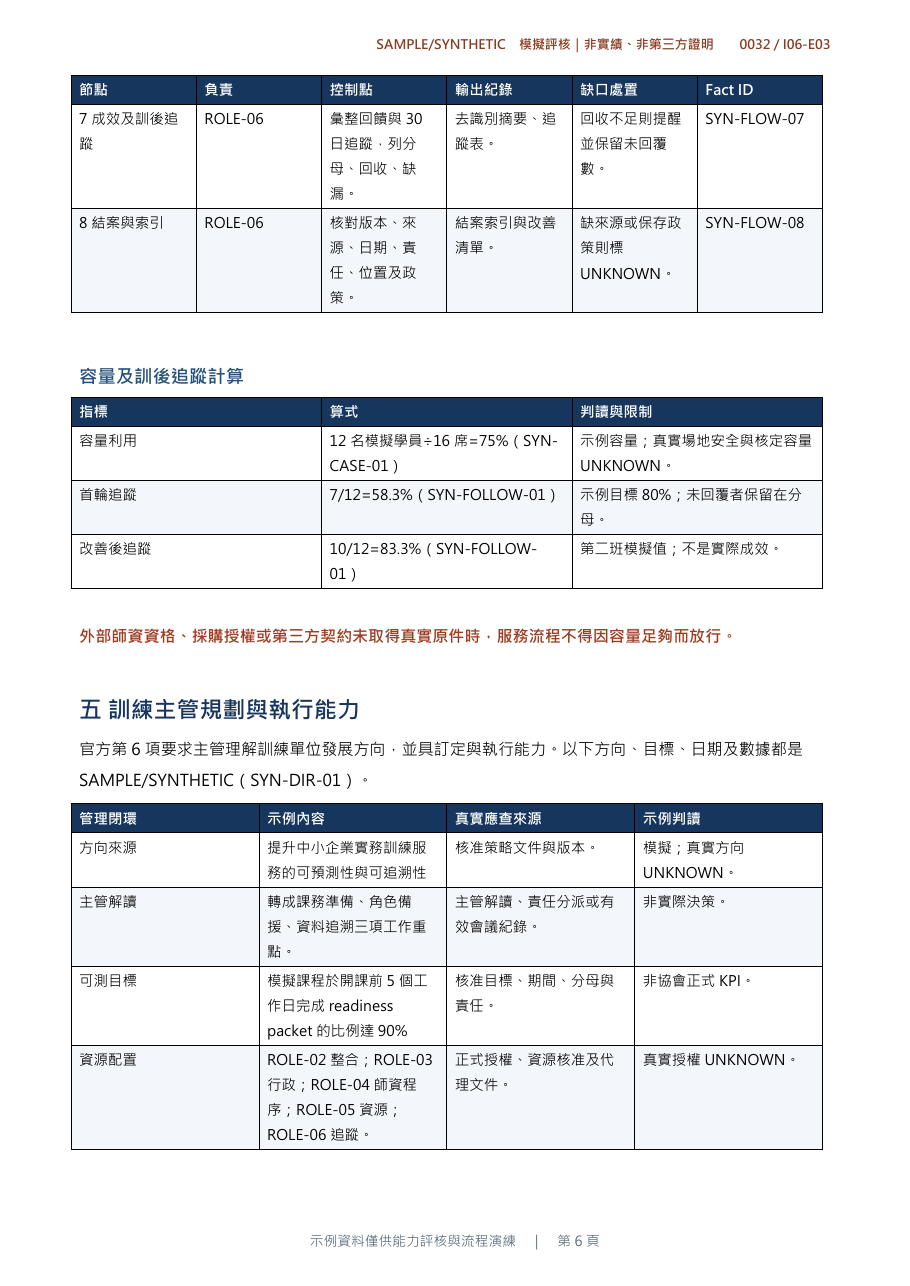 SAMPLE/SYNTHETIC 模擬評核｜非實績、非第三方證明 0032 / I06-E03
節點 負責 控制點 輸出紀錄 缺口處置 Fact ID
7 成效及訓後追 ROLE-06 彙整回饋與 30 去識別摘要、追 回收不足則提醒 SYN-FLOW-07
蹤 日追蹤，列分 蹤表。 並保留未回覆
母、回收、缺 數。
漏。
8 結案與索引 ROLE-06 核對版本、來 結案索引與改善 缺來源或保存政 SYN-FLOW-08
源、日期、責 清單。 策則標
任、位置及政 UNKNOWN。
策。
容量及訓後追蹤計算
指標 算式 判讀與限制
容量利用 12 名模擬學員÷16 席=75%（SYN- 示例容量；真實場地安全與核定容量
CASE-01） UNKNOWN。
首輪追蹤 7/12=58.3%（SYN-FOLLOW-01） 示例目標 80%；未回覆者保留在分
母。
改善後追蹤 10/12=83.3%（SYN-FOLLOW- 第二班模擬值；不是實際成效。
01）
外部師資資格、採購授權或第三方契約未取得真實原件時，服務流程不得因容量足夠而放行。
五 訓練主管規劃與執行能力
官方第 6 項要求主管理解訓練單位發展方向，並具訂定與執行能力。以下方向、目標、日期及數據都是
SAMPLE/SYNTHETIC（SYN-DIR-01）。
管理閉環 示例內容 真實應查來源 示例判讀
方向來源 提升中小企業實務訓練服 核准策略文件與版本。 模擬；真實方向
務的可預測性與可追溯性 UNKNOWN。
主管解讀 轉成課務準備、角色備 主管解讀、責任分派或有 非實際決策。
援、資料追溯三項工作重 效會議紀錄。
點。
可測目標 模擬課程於開課前 5 個工 核准目標、期間、分母與 非協會正式 KPI。
作日完成 readiness 責任。
packet 的比例達 90%
資源配置 ROLE-02 整合；ROLE-03 正式授權、資源核准及代 真實授權 UNKNOWN。
行政；ROLE-04 師資程 理文件。
序；ROLE-05 資源；
ROLE-06 追蹤。
示例資料僅供能力評核與流程演練 | 第 6 頁